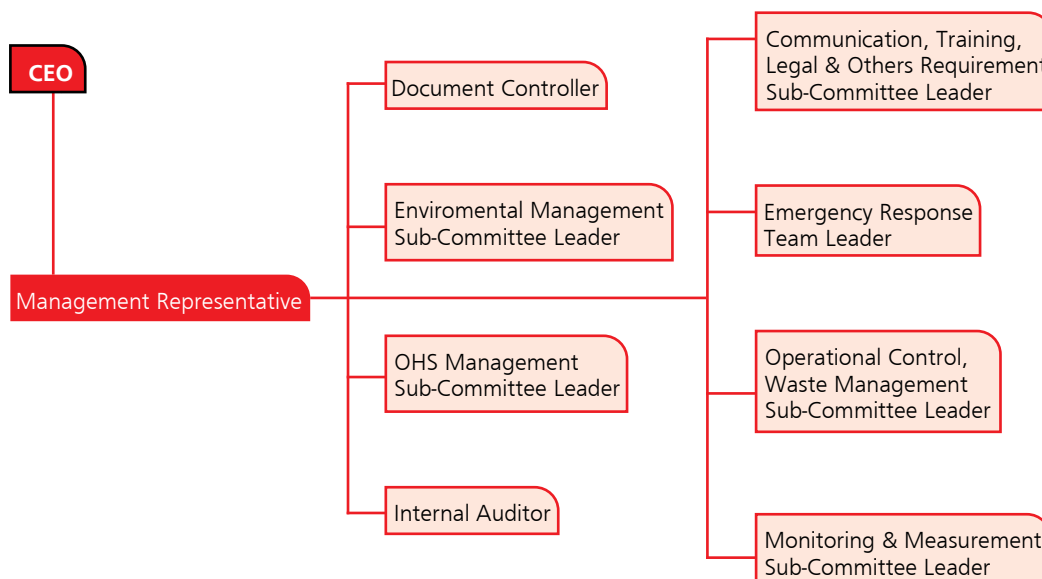 CEO
Management Representative
Document Controller
Enviromental Management
Sub-Committee Leader
OHS Management
Sub-Committee Leader
Internal Auditor
Communication, Training,
Legal & Others Requirement
Sub-Committee Leader
Emergency Response
Team Leader
Operational Control,
Waste Management
Sub-Committee Leader
Monitoring & Measurement
Sub-Committee Leader